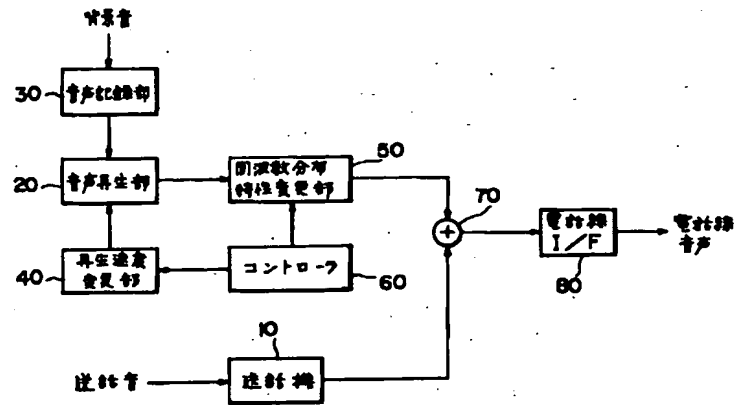 背景音
30
音声記録部
50
20
音声再生部
周波数分布
特性変更部
70
電話線
I/F
電話線
音声
40
再生速度
変更部
コントローラ
60
80
10
送話音
送話機